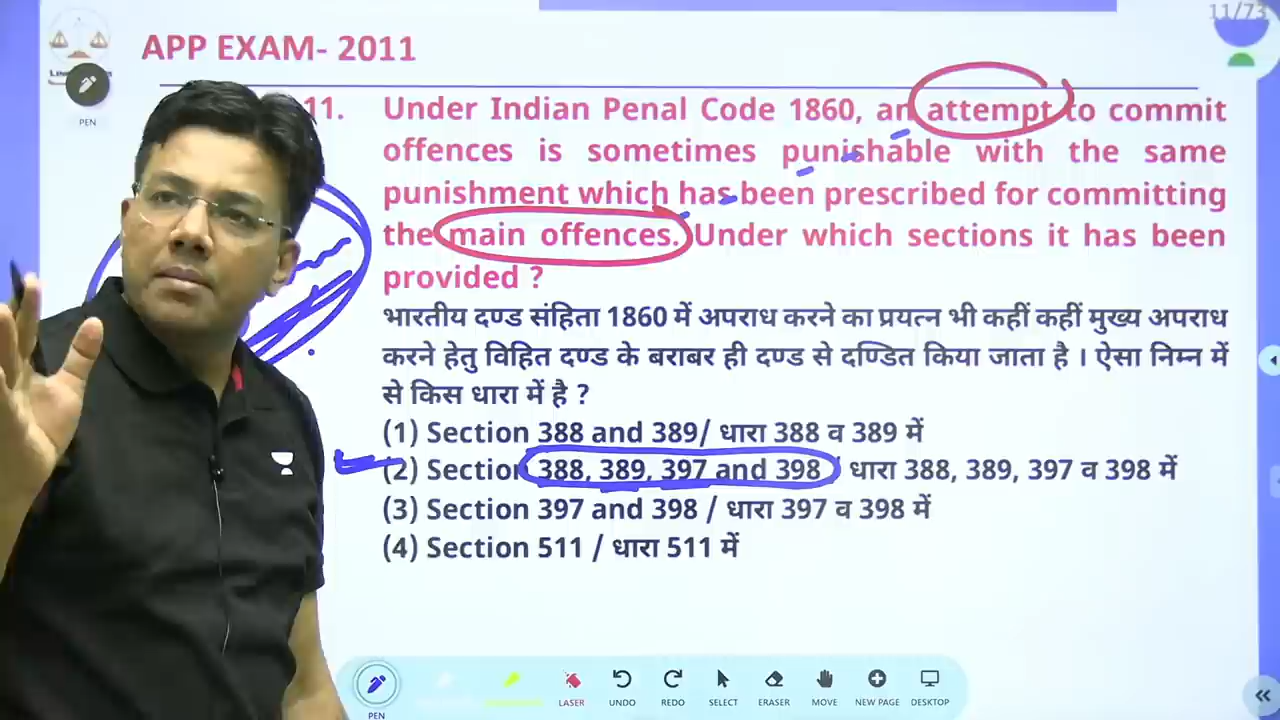 11/73
APP EXAM- 2011
PEN
11. Under Indian Penal Code 1860, an attempt to commit
offences is sometimes punishable with the same
punishment which has been prescribed for committing
the main offences. Under which sections it has been
provided ?
भारतीय दण्ड संहिता 1860 में अपराध करने का प्रयत्न भी कहीं कहीं मुख्य अपराध
करने हेतु विहित दण्ड के बराबर ही दण्ड से दण्डित किया जाता है । ऐसा निम्न में
से किस धारा में है ?
(1) Section 388 and 389/ धारा 388 व 389 में
(2) Section 388, 389, 397 and 398 / धारा 388, 389, 397 व 398 में
(3) Section 397 and 398 / धारा 397 व 398 में
(4) Section 511 / धारा 511 में
PEN LASER UNDO REDO SELECT ERASER MOVE NEW PAGE DESKTOP